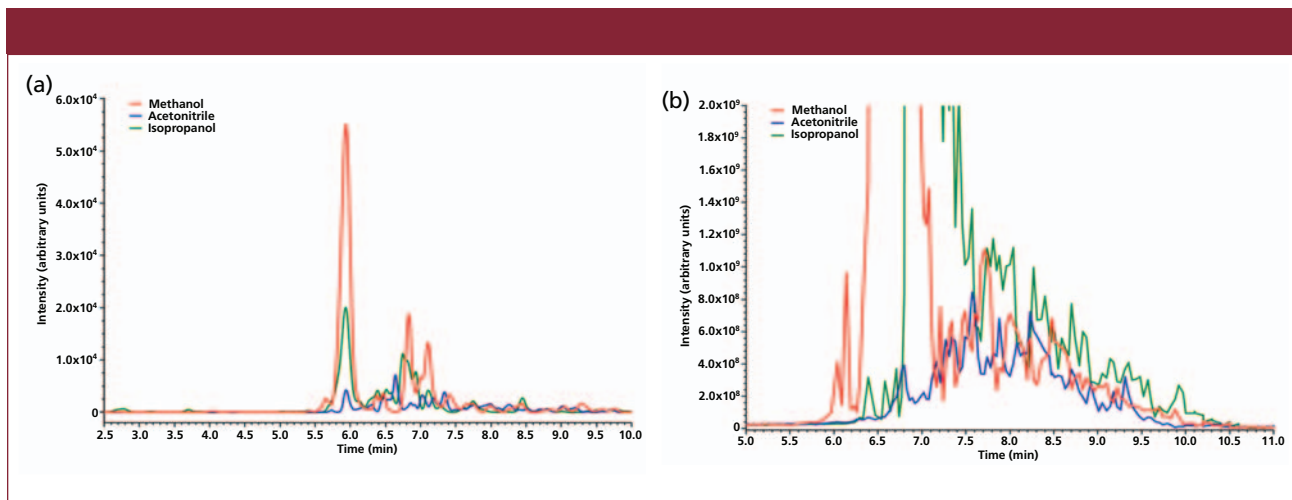 (a)
6.0x10⁴
5.0x10⁴
4.0x10⁴
3.0x10⁴
2.0x10⁴
1.0x10⁴
0
Intensity (arbitrary units)
Methanol
Acetonitrile
Isopropanol
2.5 3.0 3.5 4.0 4.5 5.0 5.5 6.0 6.5 7.0 7.5 8.0 8.5 9.0 9.5 10.0
Time (min)
(b)
2.0x10⁹
1.8x10⁹
1.6x10⁹
1.4x10⁹
1.2x10⁹
1.0x10⁹
8.0x10⁸
6.0x10⁸
4.0x10⁸
2.0x10⁸
0
Intensity (arbitrary units)
Methanol
Acetonitrile
Isopropanol
5.0 5.5 6.0 6.5 7.0 7.5 8.0 8.5 9.0 9.5 10.0 10.5 11.0
Time (min)